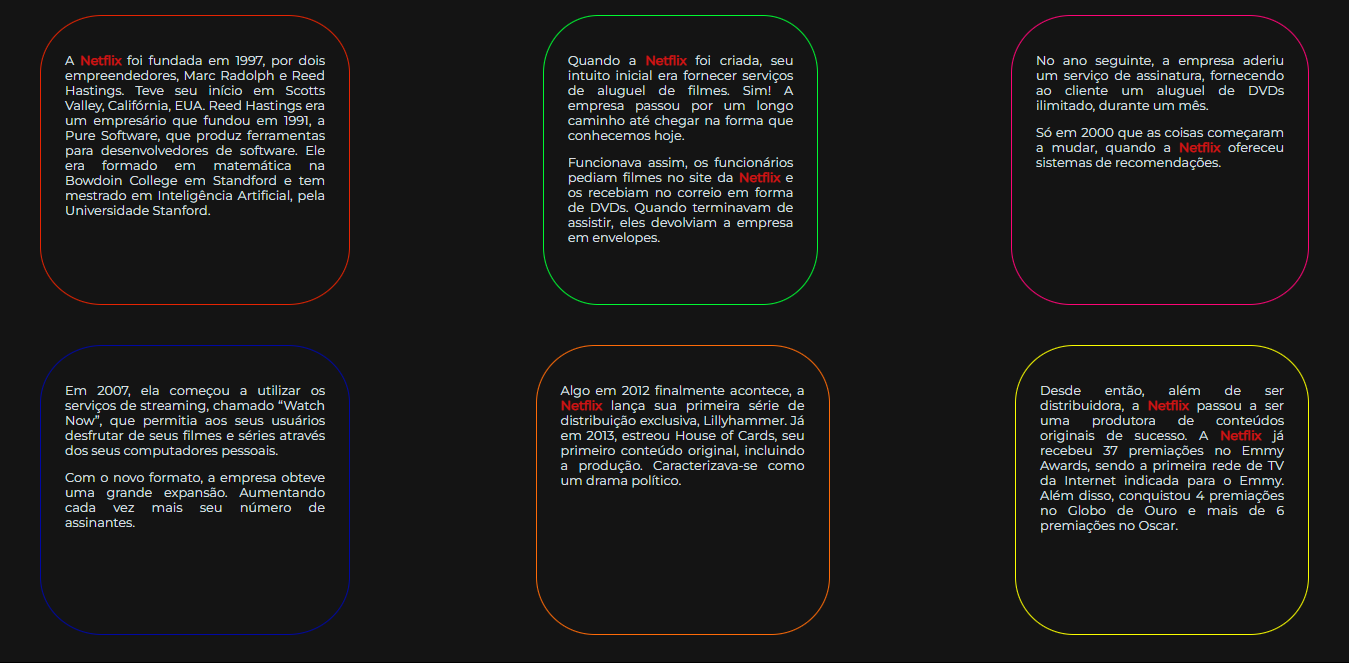 A Netflix foi fundada em 1997, por dois
empreendedores, Marc Radolph e Reed
Hastings. Teve seu início em Scotts
Valley, Califórnia, EUA. Reed Hastings era
um empresário que fundou em 1991, a
Pure Software, que produz ferramentas
para desenvolvedores de software. Ele
era formado em matemática na
Bowdoin College em Standford e tem
mestrado em Inteligência Artificial, pela
Universidade Stanford.
Quando a Netflix foi criada, seu
intuito inicial era fornecer serviços
de aluguel de filmes. Sim! A
empresa passou por um longo
caminho até chegar na forma que
conhecemos hoje.
Funcionava assim, os funcionários
pediam filmes no site da Netflix e
os recebiam no correio em forma
de DVDs. Quando terminavam de
assistir, eles devolviam a empresa
em envelopes.
No ano seguinte, a empresa aderiu
um serviço de assinatura, fornecendo
ao cliente um aluguel de DVDs
ilimitado, durante um mês.
Só em 2000 que as coisas começaram
a mudar, quando a Netflix ofereceu
sistemas de recomendações.
Em 2007, ela começou a utilizar os
serviços de streaming, chamado “Watch
Now”, que permitia aos seus usuários
desfrutar de seus filmes e séries através
dos seus computadores pessoais.
Com o novo formato, a empresa obteve
uma grande expansão. Aumentando
cada vez mais seu número de
assinantes.
Algo em 2012 finalmente acontece, a
Netflix lança sua primeira série de
distribuição exclusiva, Lillyhammer. Já
em 2013, estreou House of Cards, seu
primeiro conteúdo original, incluindo
a produção. Caracterizava-se como
um drama político.
Desde então, além de ser
distribuidora, a Netflix passou a ser
uma produtora de conteúdos
originais de sucesso. A Netflix já
recebeu 37 premiações no Emmy
Awards, sendo a primeira rede de TV
da Internet indicada para o Emmy.
Além disso, conquistou 4 premiações
no Globo de Ouro e mais de 6
premiações no Oscar.